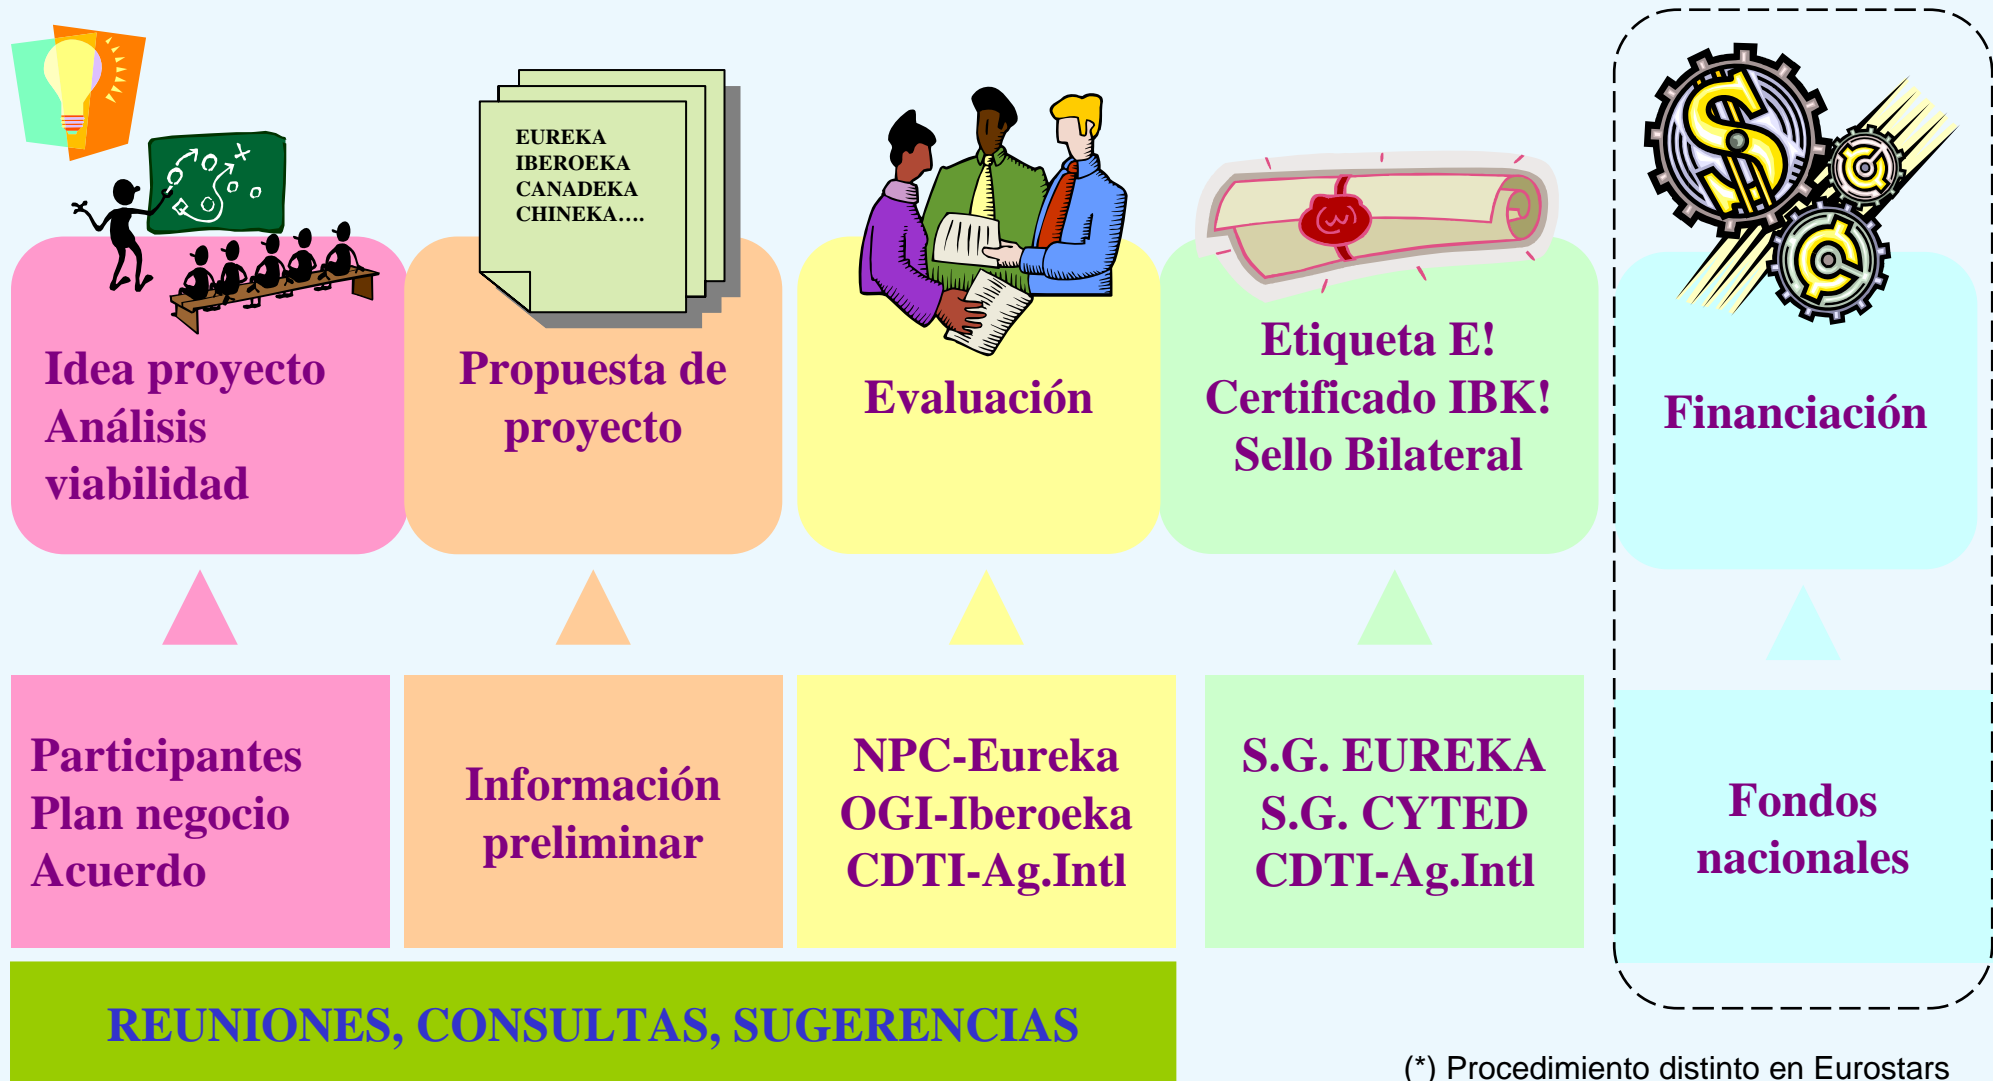 EUREKA
IBEROEKA
CANADEKA
CHINEKA….
Idea proyecto
Análisis
viabilidad
Propuesta de
proyecto
Evaluación
Etiqueta E!
Certificado IBK!
Sello Bilateral
Financiación
Participantes
Plan negocio
Acuerdo
Información
preliminar
NPC-Eureka
OGI-Iberoeka
CDTI-Ag.Intl
S.G. EUREKA
S.G. CYTED
CDTI-Ag.Intl
Fondos
nacionales
REUNIONES, CONSULTAS, SUGERENCIAS
(*) Procedimiento distinto en Eurostars